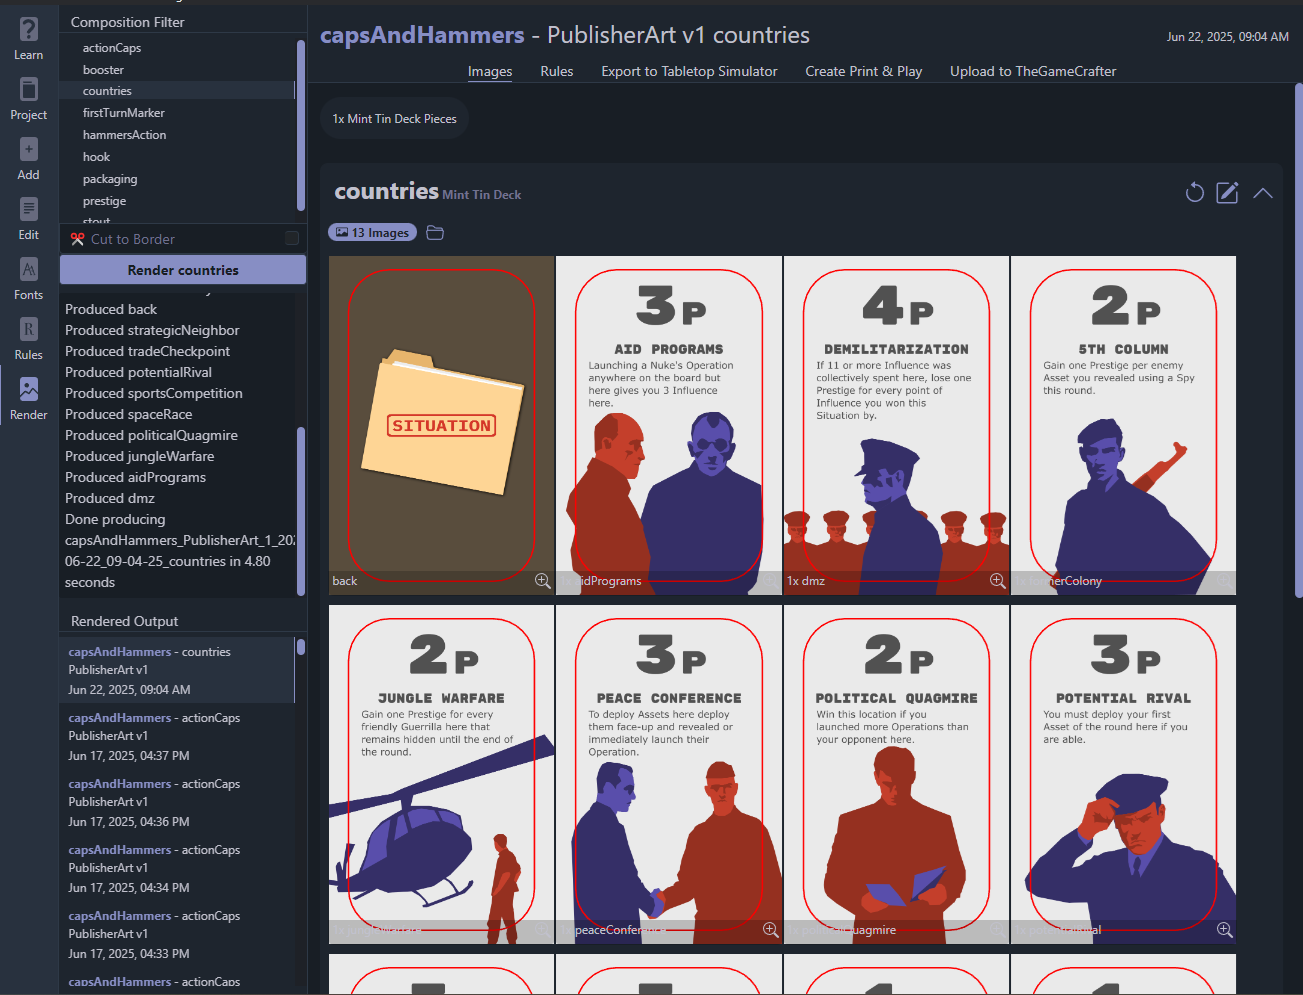 Composition Filter
actionCaps
booster
countries
firstTurnMarker
hammersAction
hook
packaging
prestige
stout
Cut to Border
Render countries
Produced back
Produced strategicNeighbor
Produced tradeCheckpoint
Produced potentialRival
Produced sportsCompetition
Produced spaceRace
Produced politicalQuagmire
Produced jungleWarfare
Produced aidPrograms
Produced dmz
Done producing
capsAndHammers_PublisherArt_1_202
06-22_09-04-25_countries in 4.80
seconds
Rendered Output
capsAndHammers - countries
PublisherArt v1
Jun 22, 2025, 09:04 AM
capsAndHammers - actionCaps
PublisherArt v1
Jun 17, 2025, 04:37 PM
capsAndHammers - actionCaps
PublisherArt v1
Jun 17, 2025, 04:36 PM
capsAndHammers - actionCaps
PublisherArt v1
Jun 17, 2025, 04:34 PM
capsAndHammers - actionCaps
PublisherArt v1
Jun 17, 2025, 04:33 PM
capsAndHammers - actionCaps
Learn
Project
Add
Edit
Fonts
Rules
Render
capsAndHammers - PublisherArt v1 countries
Jun 22, 2025, 09:04 AM
Images Rules Export to Tabletop Simulator Create Print & Play Upload to TheGameCrafter
1x Mint Tin Deck Pieces
countries Mint Tin Deck
13 Images
SITUATION
back
3P
AID PROGRAMS
Launching a Nuke's Operation
anywhere on the board but
here gives you 3 Influence
here.
1x aidPrograms
4P
DEMILITARIZATION
If 11 or more Influence was
collectively spent here, lose one
Prestige for every point of
Influence you won this
Situation by.
1x dmz
2P
5TH COLUMN
Gain one Prestige per enemy
Asset you revealed using a Spy
this round.
1x formerColony
2P
JUNGLE WARFARE
Gain one Prestige for every
friendly Guerrilla here that
remains hidden until the end of
the round.
1x jungleWarfare
3P
PEACE CONFERENCE
To deploy Assets here deploy
them face-up and revealed or
immediately launch their
Operation.
1x peaceConference
2P
POLITICAL QUAGMIRE
Win this location if you
launched more Operations than
your opponent here.
1x politicalQuagmire
3P
POTENTIAL RIVAL
You must deploy your first
Asset of the round here if you
are able.
1x potentialRival